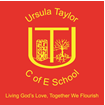 Ursula Taylor
C of E School
Living God's Love, Together We Flourish